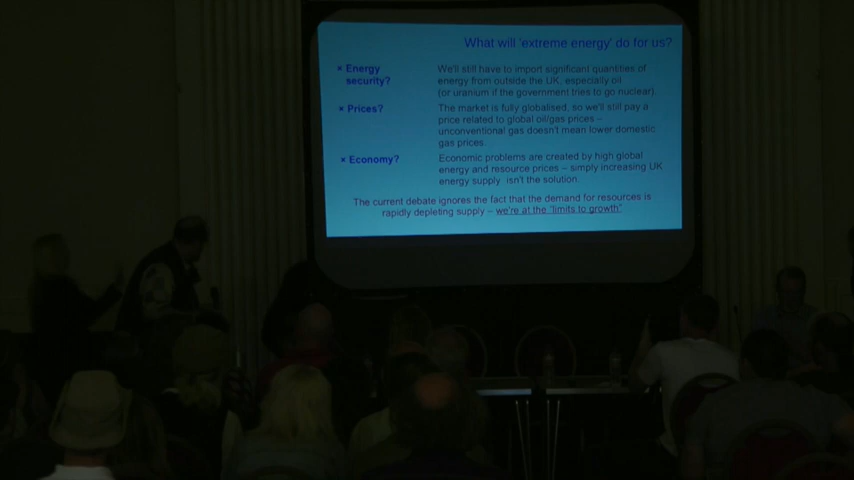 What will 'extreme energy' do for us?
× Energy security?
We'll still have to import significant quantities of
energy from outside the UK, especially oil
(or uranium if the government tries to go nuclear).
× Prices?
The market is fully globalised, so we'll still pay a
price related to global oil/gas prices –
unconventional gas doesn't mean lower domestic
gas prices.
× Economy?
Economic problems are created by high global
energy and resource prices – simply increasing UK
energy supply isn't the solution.
The current debate ignores the fact that the demand for resources is
rapidly depleting supply – we're at the "limits to growth"